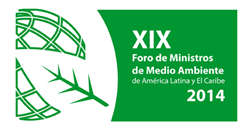 XIX
Foro de Ministros
de Medio Ambiente
de América Latina y El Caribe
2014